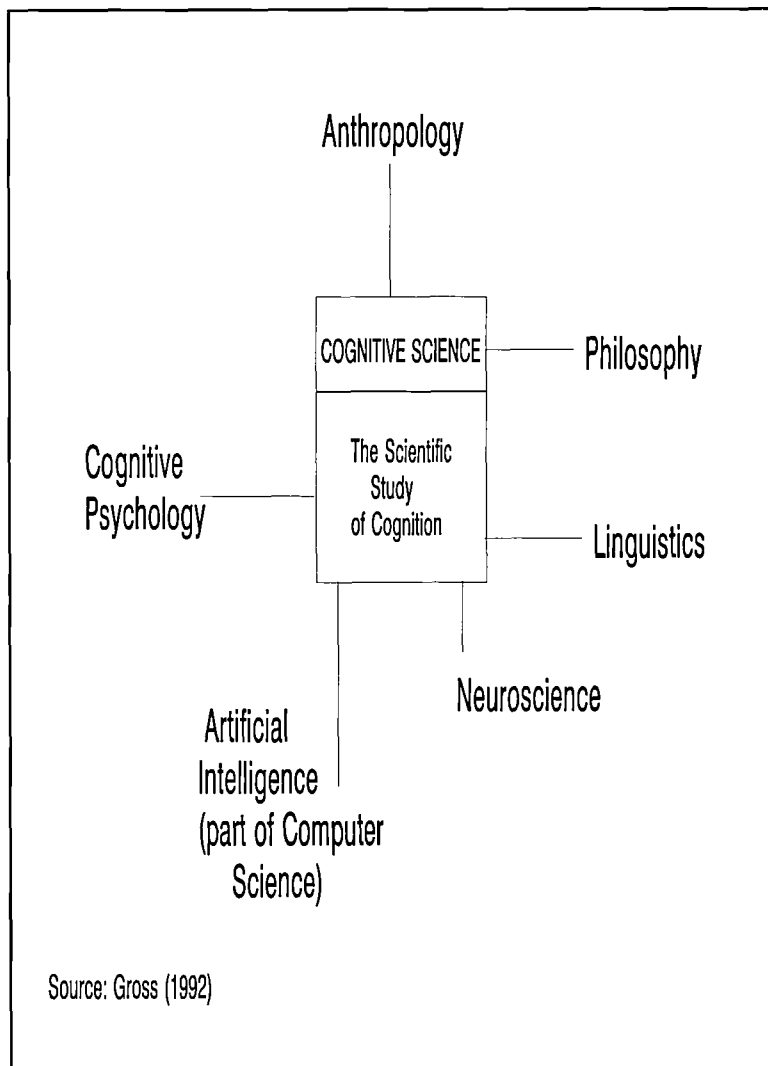 Anthropology
COGNITIVE SCIENCE
Philosophy
The Scientific
Study
of Cognition
Cognitive
Psychology
Linguistics
Neuroscience
Artificial
Intelligence
(part of Computer
Science)
Source: Gross (1992)